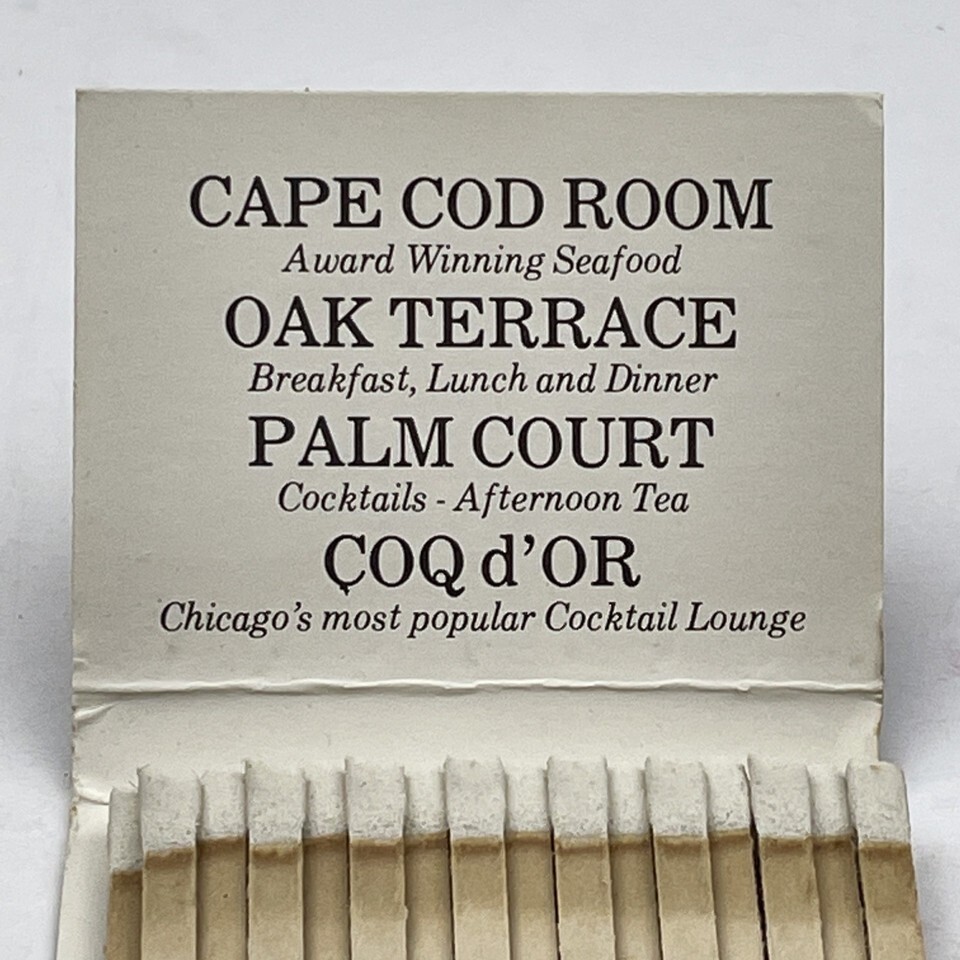 CAPE COD ROOM
Award Winning Seafood
OAK TERRACE
Breakfast, Lunch and Dinner
PALM COURT
Cocktails - Afternoon Tea
COQ d'OR
Chicago's most popular Cocktail Lounge